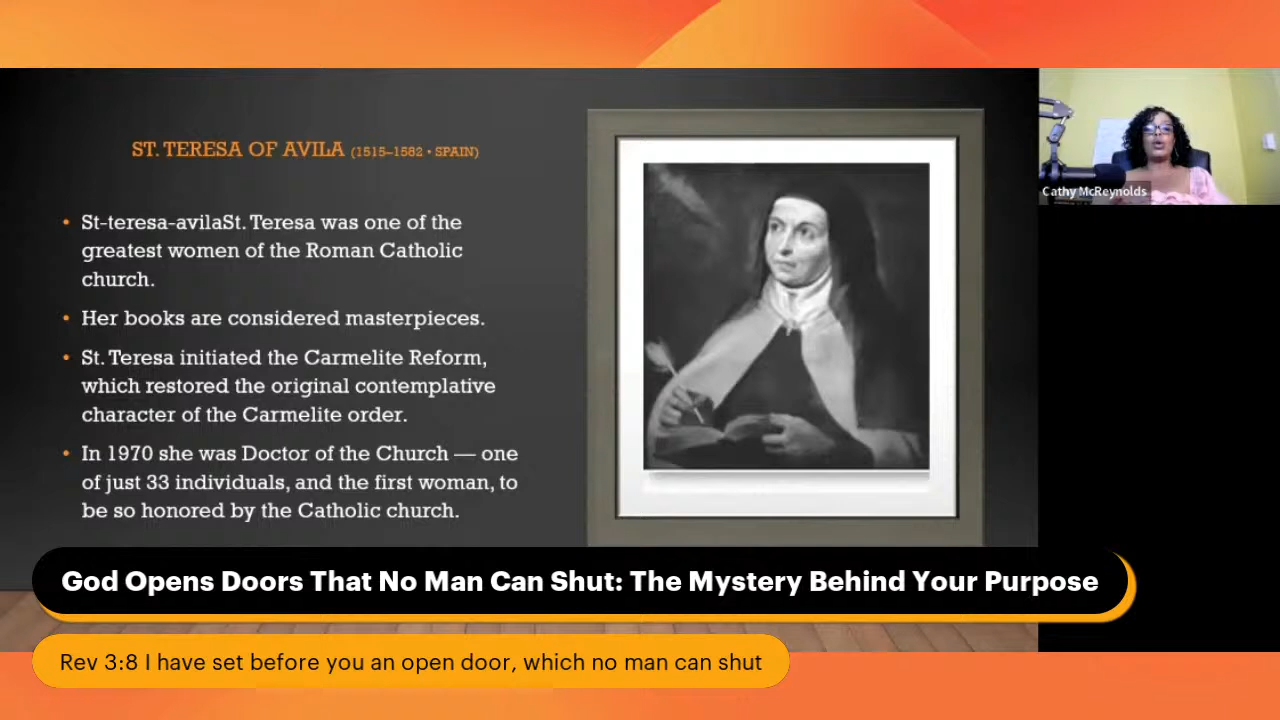 ST. TERESA OF AVILA (1515–1582 • SPAIN)
• St-teresa-avilaSt. Teresa was one of the
greatest women of the Roman Catholic
church.
• Her books are considered masterpieces.
• St. Teresa initiated the Carmelite Reform,
which restored the original contemplative
character of the Carmelite order.
• In 1970 she was Doctor of the Church — one
of just 33 individuals, and the first woman, to
be so honored by the Catholic church.
Cathy McReynolds
God Opens Doors That No Man Can Shut: The Mystery Behind Your Purpose
Rev 3:8 I have set before you an open door, which no man can shut